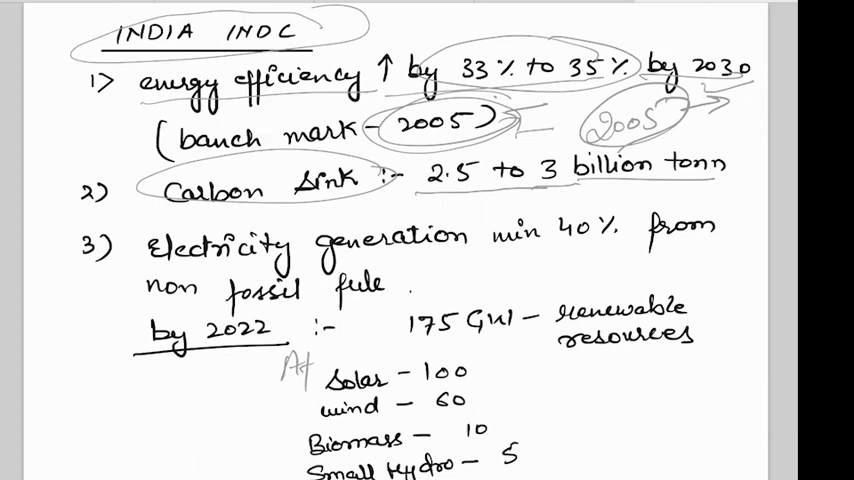 INDIA INDC
1) energy efficiency ↑ by 33% to 35% by 2030
(banch mark - 2005) 2005
2) Carbon sink :- 2.5 to 3 billion tonn
3) Electricity generation min 40% from
non fossil fule.
by 2022 :- 175 GW - renewable
resources
Solar - 100
wind - 60
Biomass - 10
Small Hydro - 5